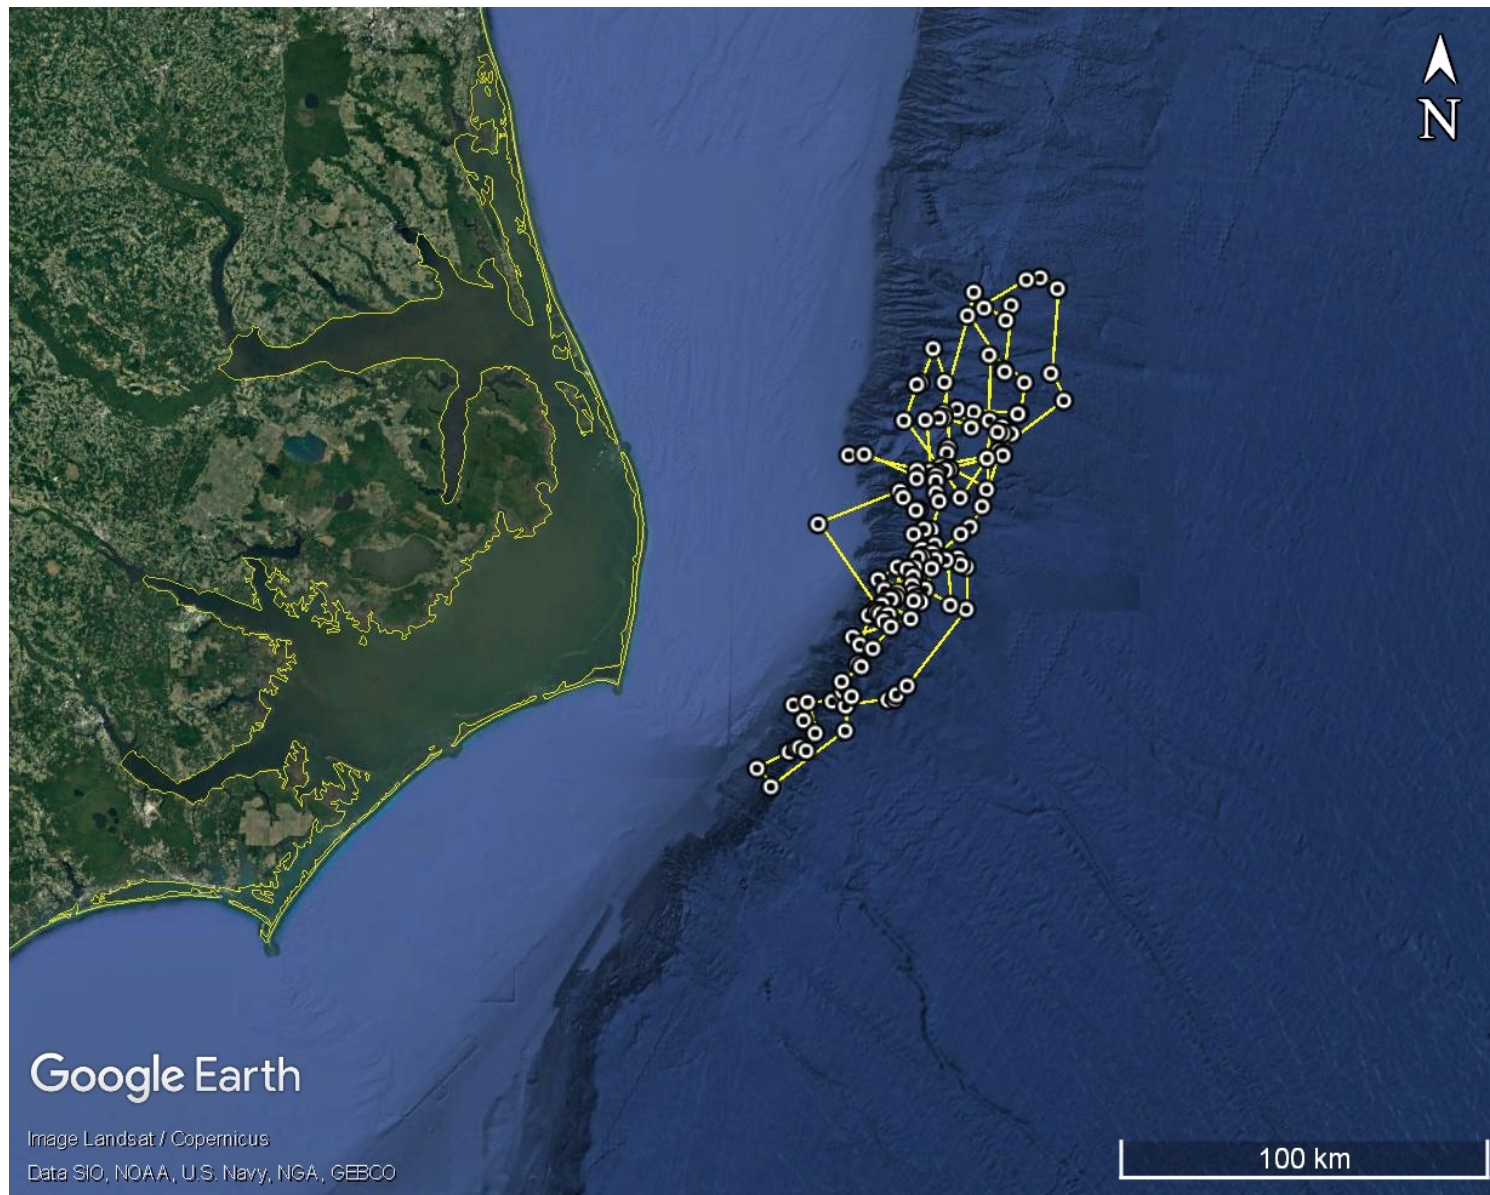 N
Google Earth
Image Landsat / Copernicus
Data SIO, NOAA, U.S. Navy, NGA, GEBCO
100 km